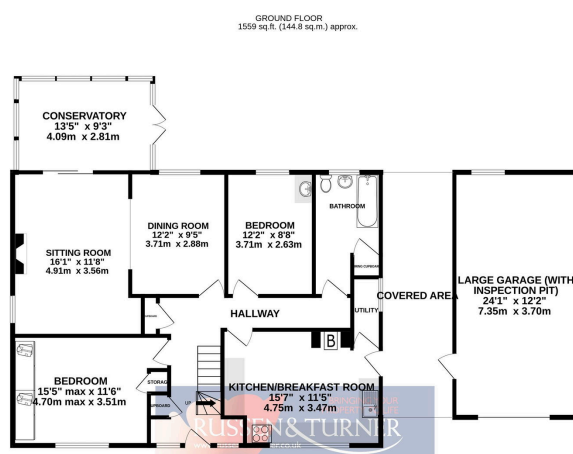 GROUND FLOOR
1559 sq.ft. (144.8 sq.m.) approx.
CONSERVATORY
13'5" x 9'3"
4.09m x 2.81m
SITTING ROOM
16'1" x 11'8"
4.91m x 3.56m
DINING ROOM
12'2" x 9'5"
3.71m x 2.88m
BEDROOM
12'2" x 8'8"
3.71m x 2.63m
BATHROOM
COVERED AREA
LARGE GARAGE (WITH
INSPECTION PIT)
24'1" x 12'2"
7.35m x 3.70m
HALLWAY
UTILITY
B
BEDROOM
15'5" max x 11'6"
4.70m max x 3.51m
STORAGE
CUPBOARD
UP
KITCHEN/BREAKFAST ROOM
15'7" x 11'5"
4.75m x 3.47m
RUSSEN & TURNER